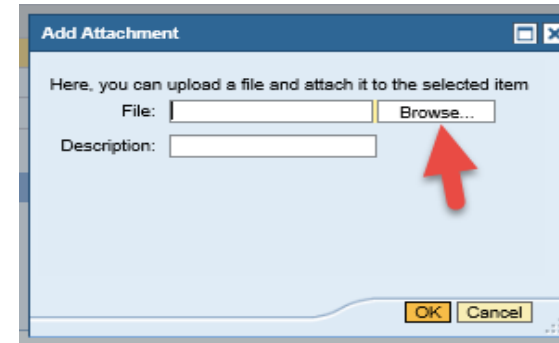 Add Attachment
Here, you can upload a file and attach it to the selected item
File: Browse...
Description:
OK Cancel